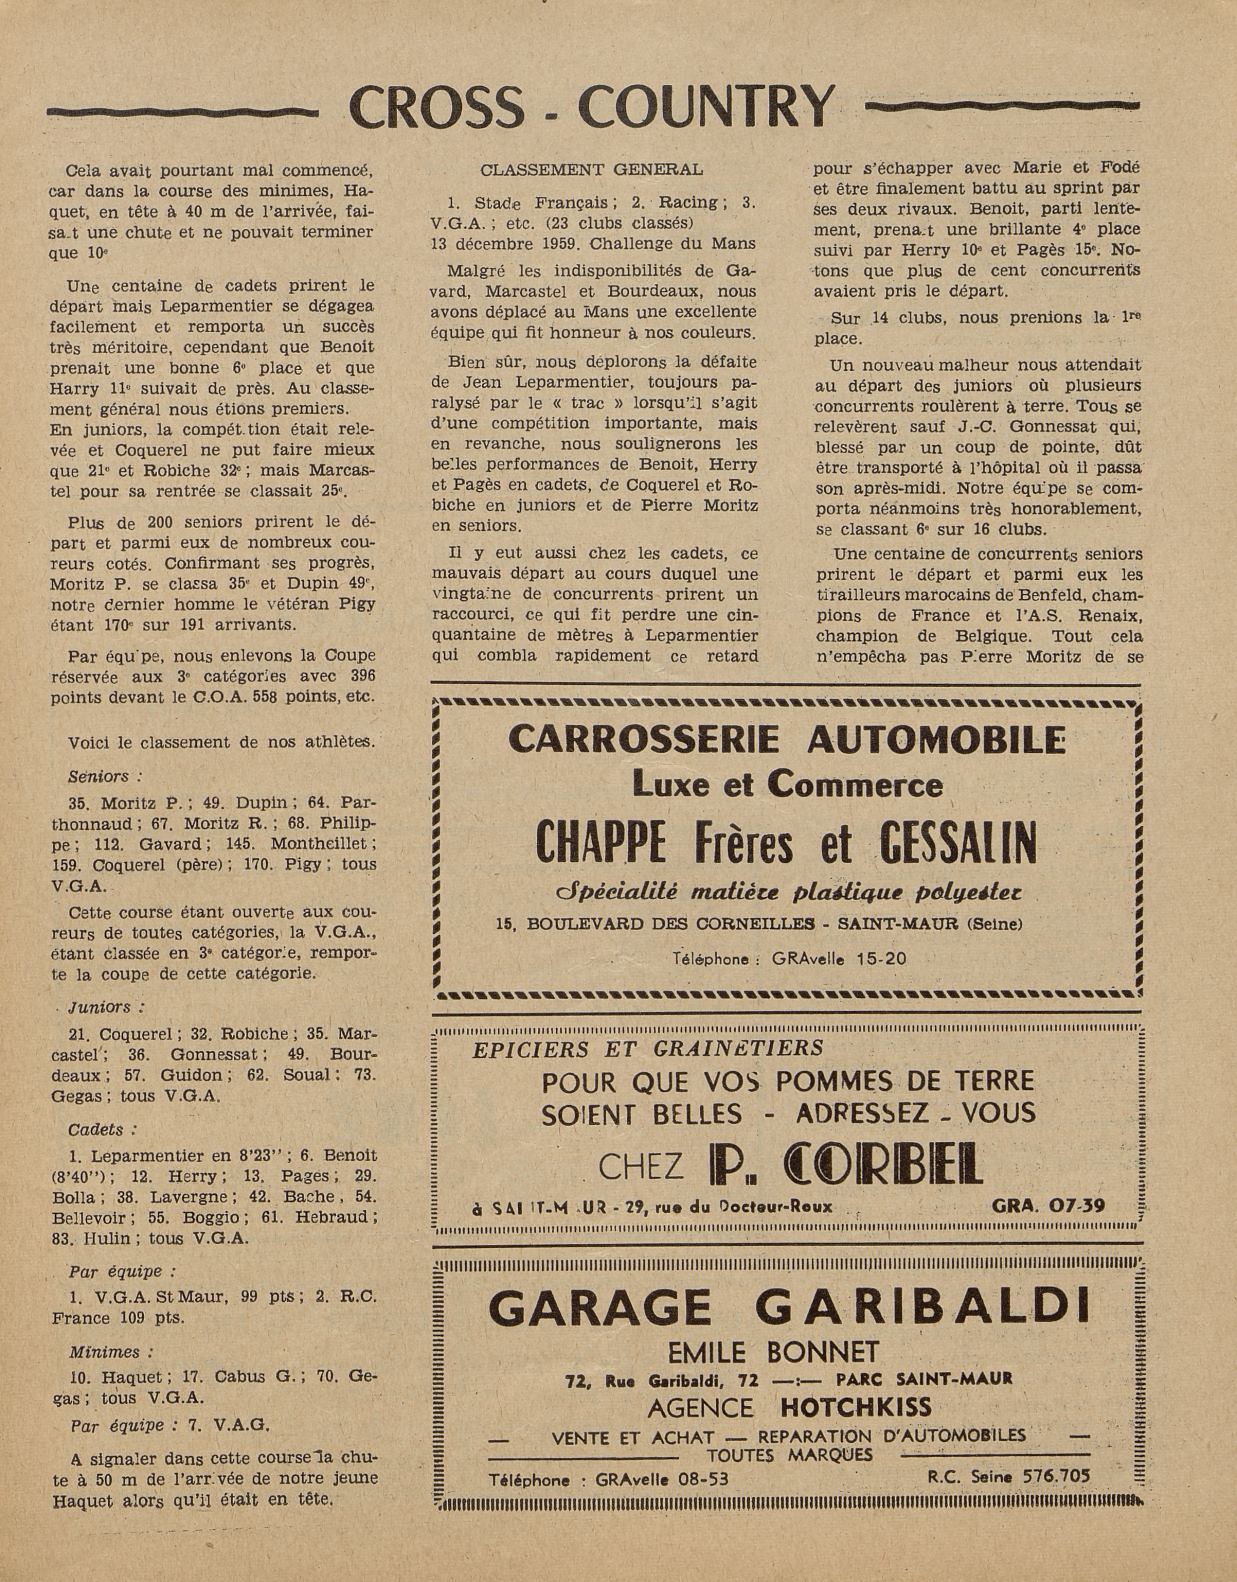 CROSS - COUNTRY
Cela avait pourtant mal commencé,
car dans la course des minimes, Ha-
quet, en tête à 40 m de l'arrivée, fai-
sa.t une chute et ne pouvait terminer
que 10e
Une centaine de cadets prirent le
départ mais Leparmentier se dégagea
facilement et remporta un succès
très méritoire, cependant que Benoit
prenait une bonne 6e place et que
Harry 11e suivait de près. Au classe-
ment général nous étions premiers.
En juniors, la compét.tion était rele-
vée et Coquerel ne put faire mieux
que 21e et Robiche 32e ; mais Marcas-
tel pour sa rentrée se classait 25e.
Plus de 200 seniors prirent le dé-
part et parmi eux de nombreux cou-
reurs cotés. Confirmant ses progrès,
Moritz P. se classa 35e et Dupin 49e,
notre dernier homme le vétéran Pigy
étant 170e sur 191 arrivants.
Par équ'pe, nous enlevons la Coupe
réservée aux 3e catégories avec 396
points devant le C.O.A. 558 points, etc.
Voici le classement de nos athlètes.
Séniors :
35. Moritz P. ; 49. Dupin ; 64. Par-
thonnaud ; 67. Moritz R. ; 68. Philip-
pe ; 112. Gavard ; 145. Montheillet ;
159. Coquerel (père) ; 170. Pigy ; tous
V.G.A.
Cette course étant ouverte aux cou-
reurs de toutes catégories, la V.G.A.,
étant classée en 3e catégor.e, rempor-
te la coupe de cette catégorie.
Juniors :
21. Coquerel ; 32. Robiche ; 35. Mar-
castel ; 36. Gonnessat ; 49. Bour-
deaux ; 57. Guidon ; 62. Soual ; 73.
Gegas ; tous V.G.A.
Cadets :
1. Leparmentier en 8'23'' ; 6. Benoit
(8'40'') ; 12. Herry ; 13. Pages ; 29.
Bolla ; 38. Lavergne ; 42. Bache , 54.
Bellevoir ; 55. Boggio ; 61. Hebraud ;
83. Hulin ; tous V.G.A.
Par équipe :
1. V.G.A. St Maur, 99 pts ; 2. R.C.
France 109 pts.
Minimes :
10. Haquet ; 17. Cabus G. ; 70. Ge-
gas ; tous V.G.A.
Par équipe : 7. V.A.G.
A signaler dans cette course la chu-
te à 50 m de l'arr.vée de notre jeune
Haquet alors qu'il était en tête.
CLASSEMENT GENERAL
1. Stade Français ; 2. Racing ; 3.
V.G.A. ; etc. (23 clubs classés)
13 décembre 1959. Challenge du Mans
Malgré les indisponibilités de Ga-
vard, Marcastel et Bourdeaux, nous
avons déplacé au Mans une excellente
équipe qui fit honneur à nos couleurs.
Bien sûr, nous déplorons la défaite
de Jean Leparmentier, toujours pa-
ralysé par le « trac » lorsqu'il s'agit
d'une compétition importante, mais
en revanche, nous soulignerons les
belles performances de Benoit, Herry
et Pagès en cadets, de Coquerel et Ro-
biche en juniors et de Pierre Moritz
en seniors.
Il y eut aussi chez les cadets, ce
mauvais départ au cours duquel une
vingta:ne de concurrents prirent un
raccourci, ce qui fit perdre une cin-
quantaine de mètres à Leparmentier
qui combla rapidement ce retard
pour s'échapper avec Marie et Fodé
et être finalement battu au sprint par
ses deux rivaux. Benoit, parti lente-
ment, prena.t une brillante 4e place
suivi par Herry 10e et Pagès 15e. No-
tons que plus de cent concurrents
avaient pris le départ.
Sur 14 clubs, nous prenions la 1re
place.
Un nouveau malheur nous attendait
au départ des juniors où plusieurs
concurrents roulèrent à terre. Tous se
relevèrent sauf J.-C. Gonnessat qui,
blessé par un coup de pointe, dût
être transporté à l'hôpital où il passa
son après-midi. Notre équ'pe se com-
porta néanmoins très honorablement,
se classant 6e sur 16 clubs.
Une centaine de concurrents seniors
prirent le départ et parmi eux les
tirailleurs marocains de Benfeld, cham-
pions de France et l'A.S. Renaix,
champion de Belgique. Tout cela
n'empêcha pas P.erre Moritz de se
CARROSSERIE AUTOMOBILE
Luxe et Commerce
CHAPPE Frères et GESSALIN
Spécialité matière plastique polyester
15, BOULEVARD DES CORNEILLES - SAINT-MAUR (Seine)
Téléphone : GRAvelle 15-20
EPICIERS ET GRAINETIERS
POUR QUE VOS POMMES DE TERRE
SOIENT BELLES - ADRESSEZ - VOUS
CHEZ P. CORBEL
à SAI IT-M UR - 29, rue du Docteur-Roux GRA. 07-39
GARAGE GARIBALDI
EMILE BONNET
72, Rue Garibaldi, 72 —:— PARC SAINT-MAUR
AGENCE HOTCHKISS
— VENTE ET ACHAT — REPARATION D'AUTOMOBILES —
TOUTES MARQUES
Téléphone : GRAvelle 08-53 R.C. Seine 576.705